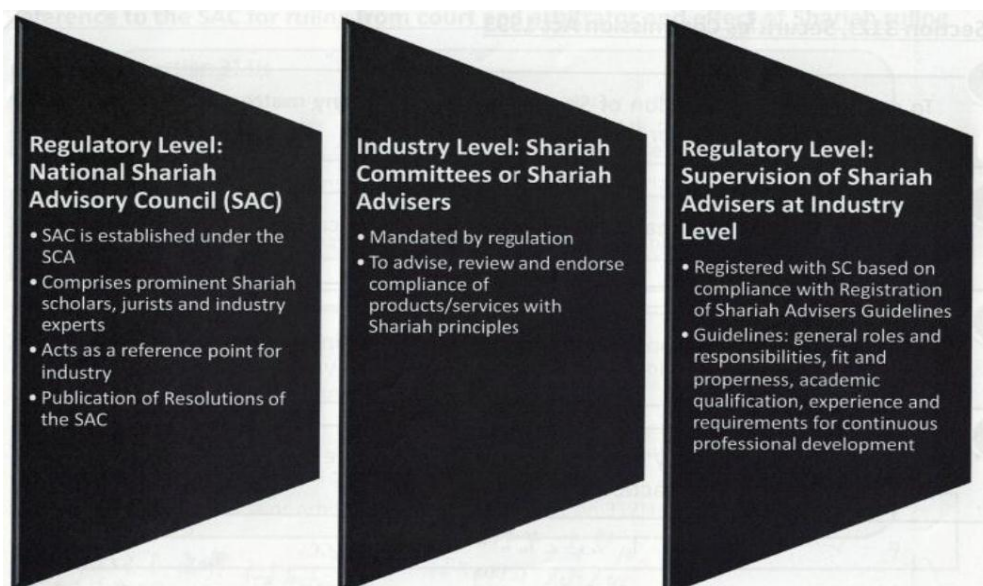 Regulatory Level:
National Shariah
Advisory Council (SAC)
• SAC is established under the
SCA
• Comprises prominent Shariah
scholars, jurists and industry
experts
• Acts as a reference point for
industry
• Publication of Resolutions of
the SAC
Industry Level: Shariah
Committees or Shariah
Advisers
• Mandated by regulation
• To advise, review and endorse
compliance of
products/services with
Shariah principles
Regulatory Level:
Supervision of Shariah
Advisers at Industry
Level
• Registered with SC based on
compliance with Registration
of Shariah Advisers Guidelines
• Guidelines: general roles and
responsibilities, fit and
properness, academic
qualification, experience and
requirements for continuous
professional development